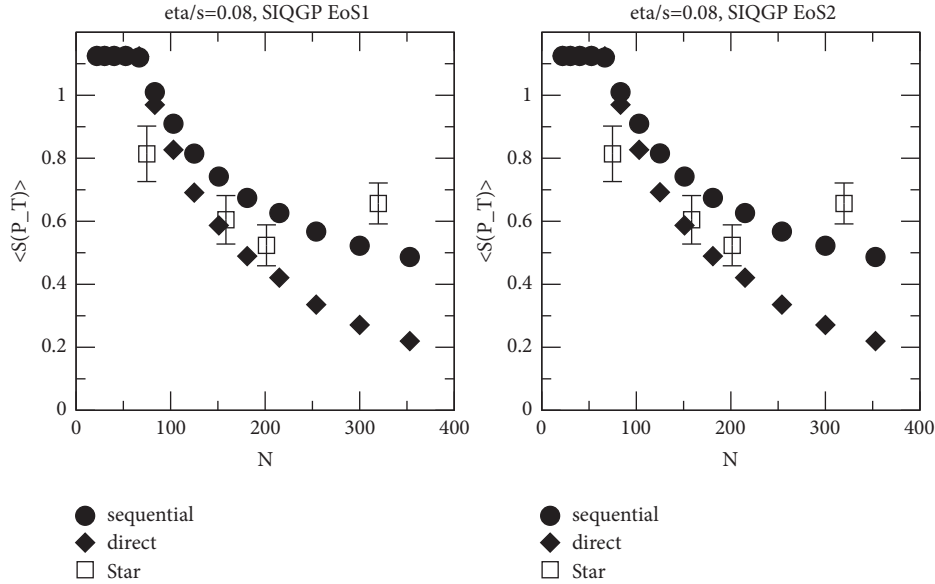 eta/s=0.08, SIQGP EoS1
<S(P_T)>
1
0.8
0.6
0.4
0.2
0
0
100
200
300
400
N
sequential
direct
Star
eta/s=0.08, SIQGP EoS2
<S(P_T)>
1
0.8
0.6
0.4
0.2
0
0
100
200
300
400
N
sequential
direct
Star